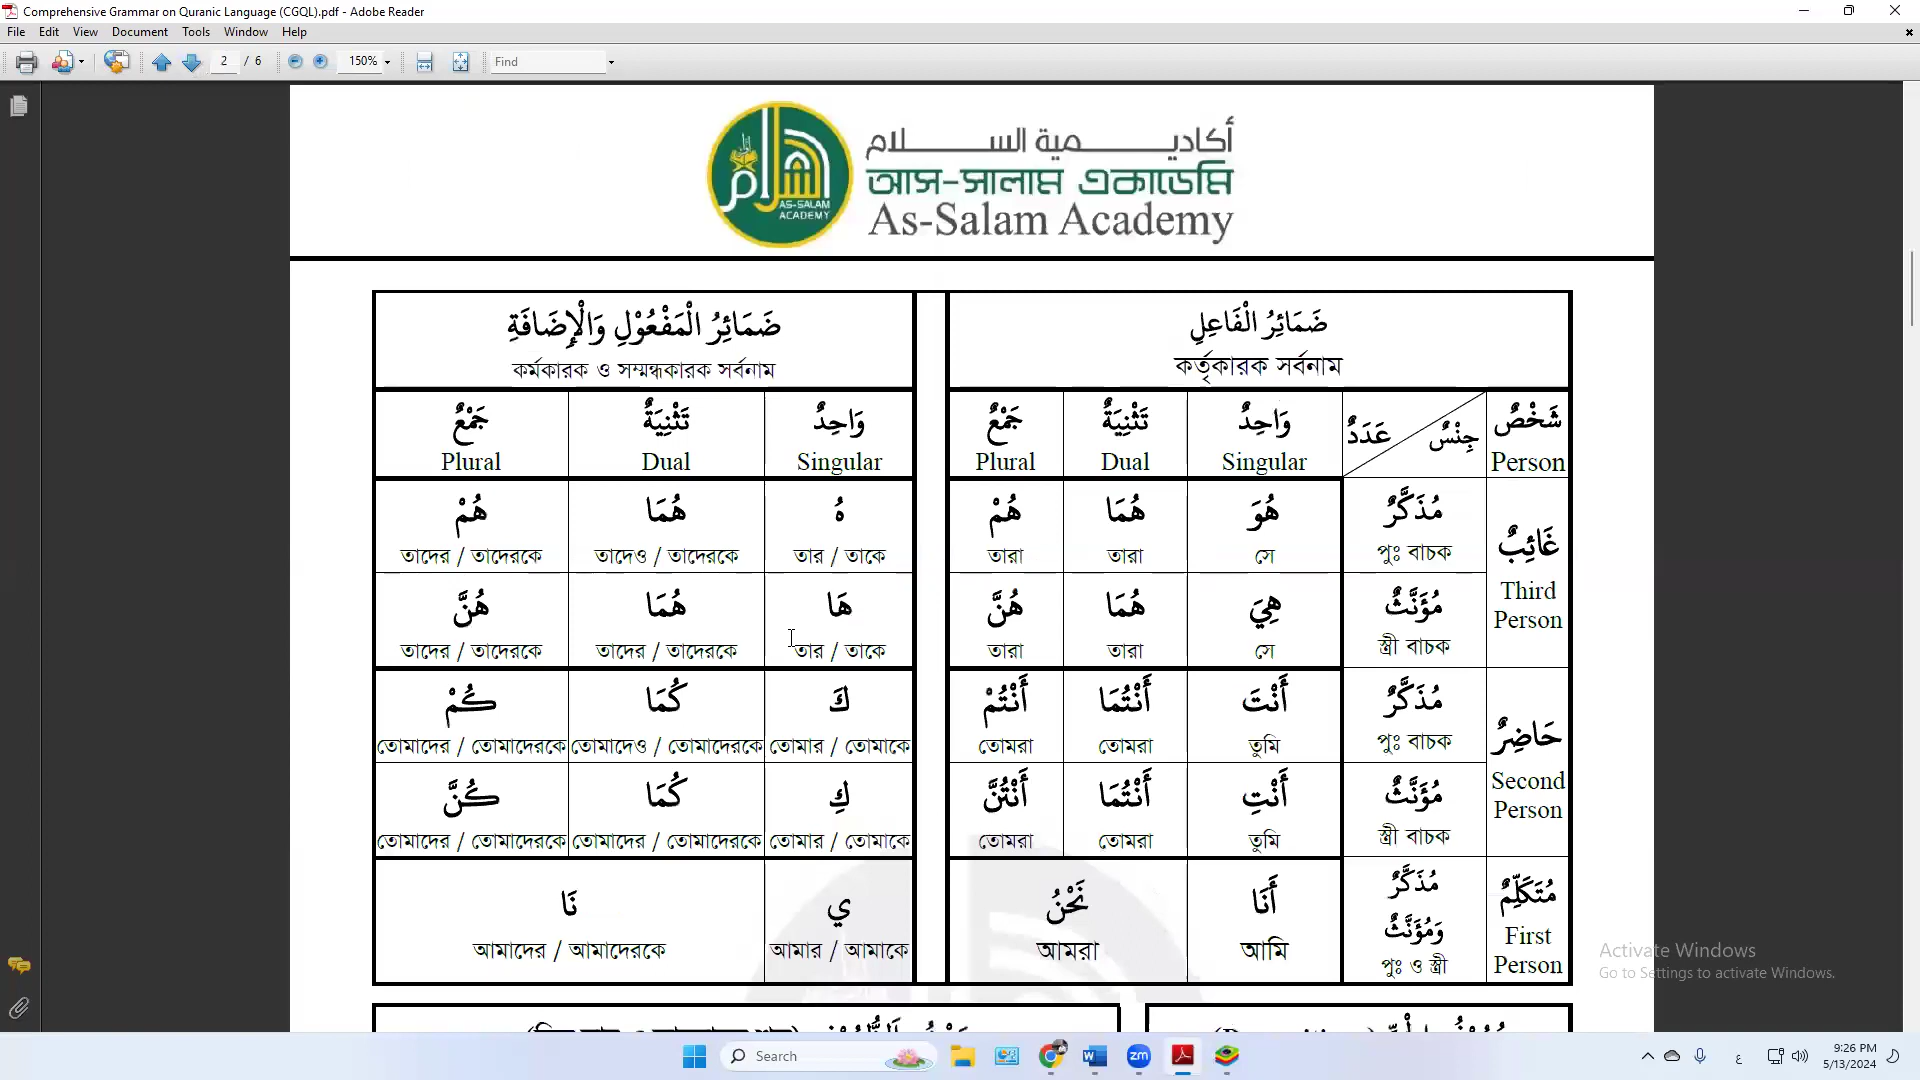 Comprehensive Grammar on Quranic Language (CGQL).pdf - Adobe Reader
File Edit View Document Tools Window Help
2 / 6 150% Find
أكاديمية السلام
আস-সালাম একাডেমি
As-Salam Academy
AS-SALAM
ACADEMY
ضَمَائِرُ الْمَفْعُوْلِ وَالْإِضَافَةِ
কর্মকারক ও সম্মন্ধকারক সর্বনাম
ضَمَائِرُ الْفَاعِلِ
কর্তৃকারক সর্বনাম
جَمْعٌ تَثْنِيَةٌ وَاحِدٌ جَمْعٌ تَثْنِيَةٌ وَاحِدٌ عَدَدٌ جِنْسٌ شَخْصٌ
Plural Dual Singular Plural Dual Singular Person
هُمْ هُمَا هُ هُمْ هُمَا هُوَ مُذَكَّرٌ
তাদের / তাদেরকে তাদেও / তাদেরকে তার / তাকে তারা তারা সে পুঃ বাচক
غَائِبٌ
Third
Person
هُنَّ هُمَا هَا هُنَّ هُمَا هِيَ مُؤَنَّثٌ
তাদের / তাদেরকে তাদের / তাদেরকে তার / তাকে তারা তারা সে স্ত্রী বাচক
كُمْ كُمَا كَ أَنْتُمْ أَنْتُمَا أَنْتَ مُذَكَّرٌ
তোমাদের / তোমাদেরকে তোমাদেও / তোমাদেরকে তোমার / তোমাকে তোমরা তোমরা তুমি পুঃ বাচক
حَاضِرٌ
Second
Person
كُنَّ كُمَا كِ أَنْتُنَّ أَنْتُمَا أَنْتِ مُؤَنَّثٌ
তোমাদের / তোমাদেরকে তোমাদের / তোমাদেরকে তোমার / তোমাকে তোমরা তোমরা তুমি স্ত্রী বাচক
نَا ي نَحْنُ أَنَا مُذَكَّرٌ وَمُؤَنَّثٌ
আমাদের / আমাদেরকে আমার / আমাকে আমরা আমি পুঃ ও স্ত্রী
مُتَكَلِّمٌ
First
Person
Activate Windows
Go to Settings to activate Windows.
Search
9:26 PM
5/13/2024